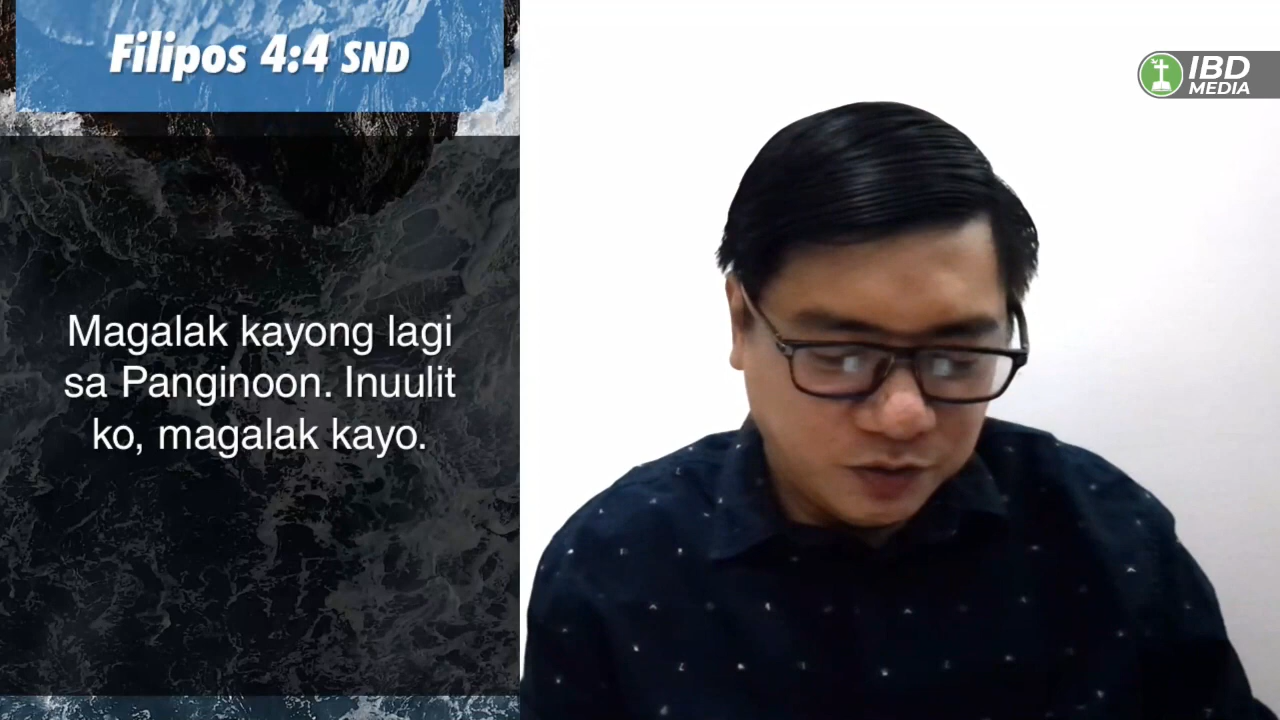 Filipos 4:4 SND
IBD
MEDIA
Magalak kayong lagi
sa Panginoon. Inuulit
ko, magalak kayo.